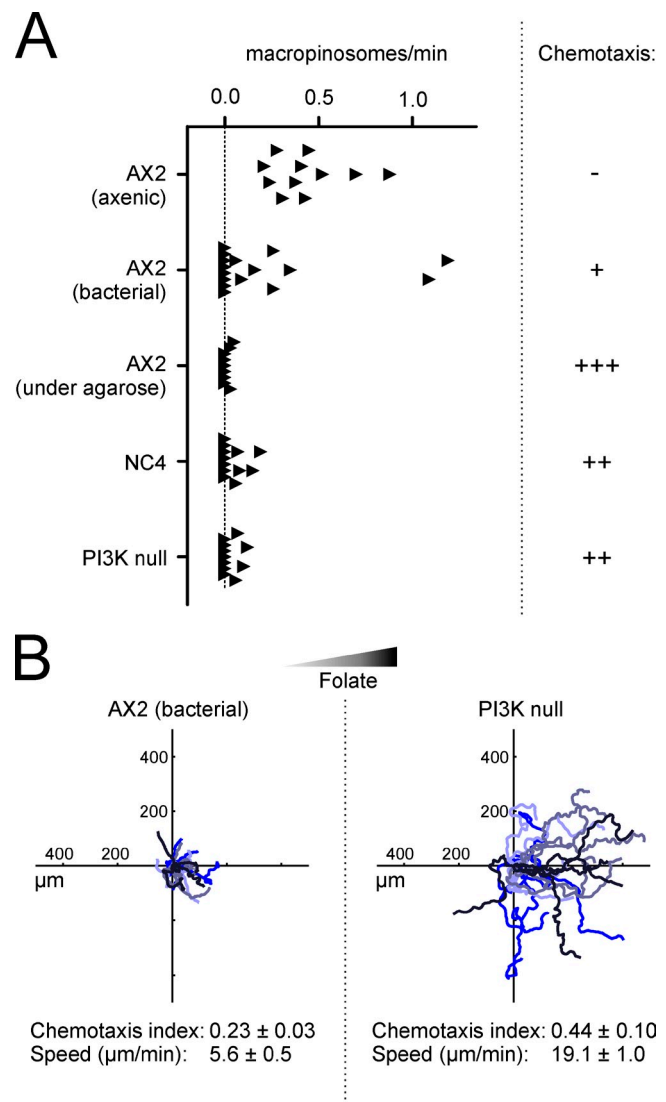 A
macropinosomes/min
Chemotaxis:
0.0 0.5 1.0
AX2
(axenic)
-
AX2
(bacterial)
+
AX2
(under agarose)
+++
NC4
++
PI3K null
++
B
Folate
AX2 (bacterial)
PI3K null
400
200
400 200
µm
400
200
400 200
µm
Chemotaxis index: 0.23 ± 0.03
Speed (µm/min): 5.6 ± 0.5
Chemotaxis index: 0.44 ± 0.10
Speed (µm/min): 19.1 ± 1.0